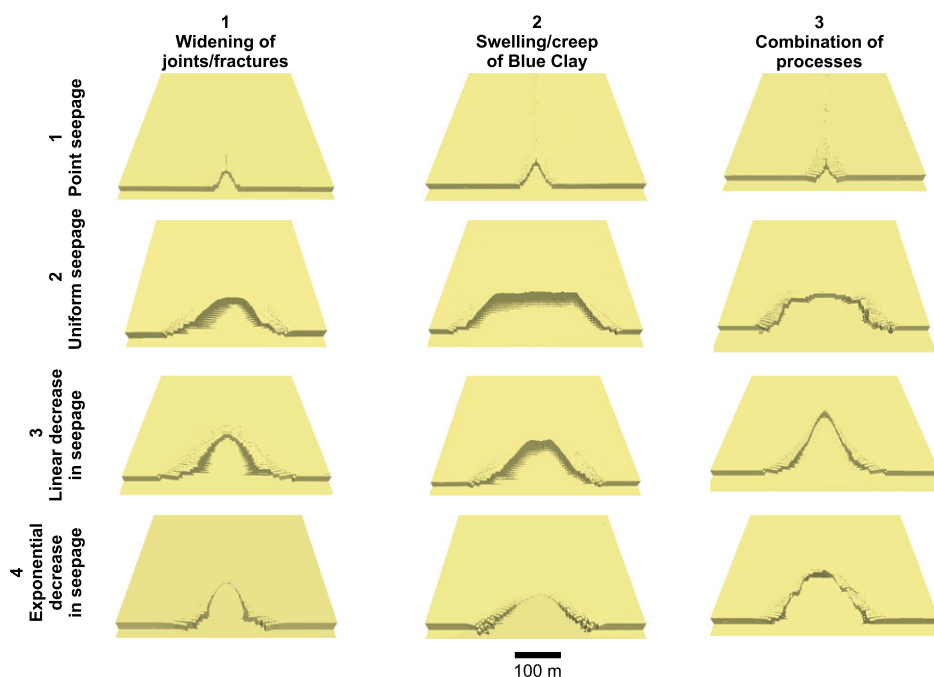 1
Widening of
joints/fractures
2
Swelling/creep
of Blue Clay
3
Combination of
processes
1
Point seepage
2
Uniform seepage
3
Linear decrease
in seepage
4
Exponential
decrease
in seepage
100 m